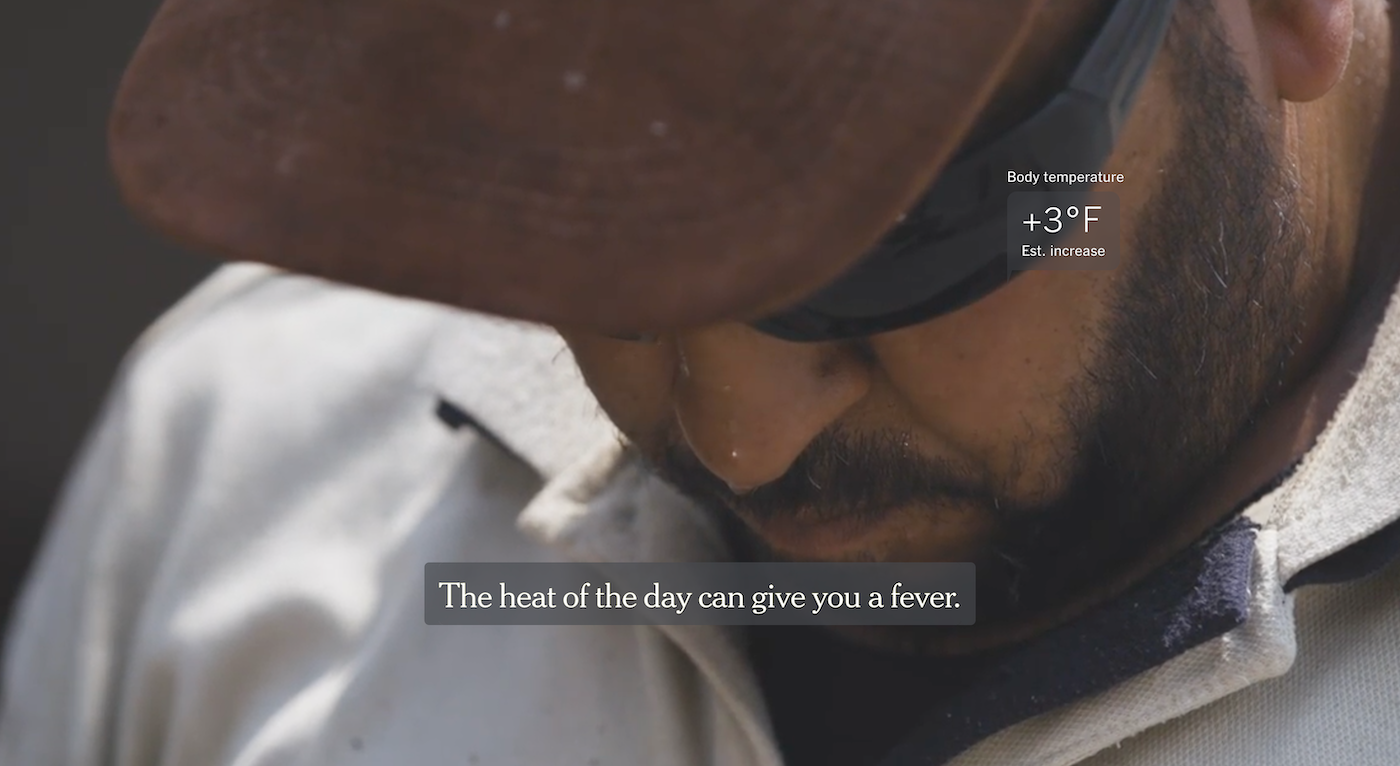 Body temperature
+3°F
Est. increase
The heat of the day can give you a fever.